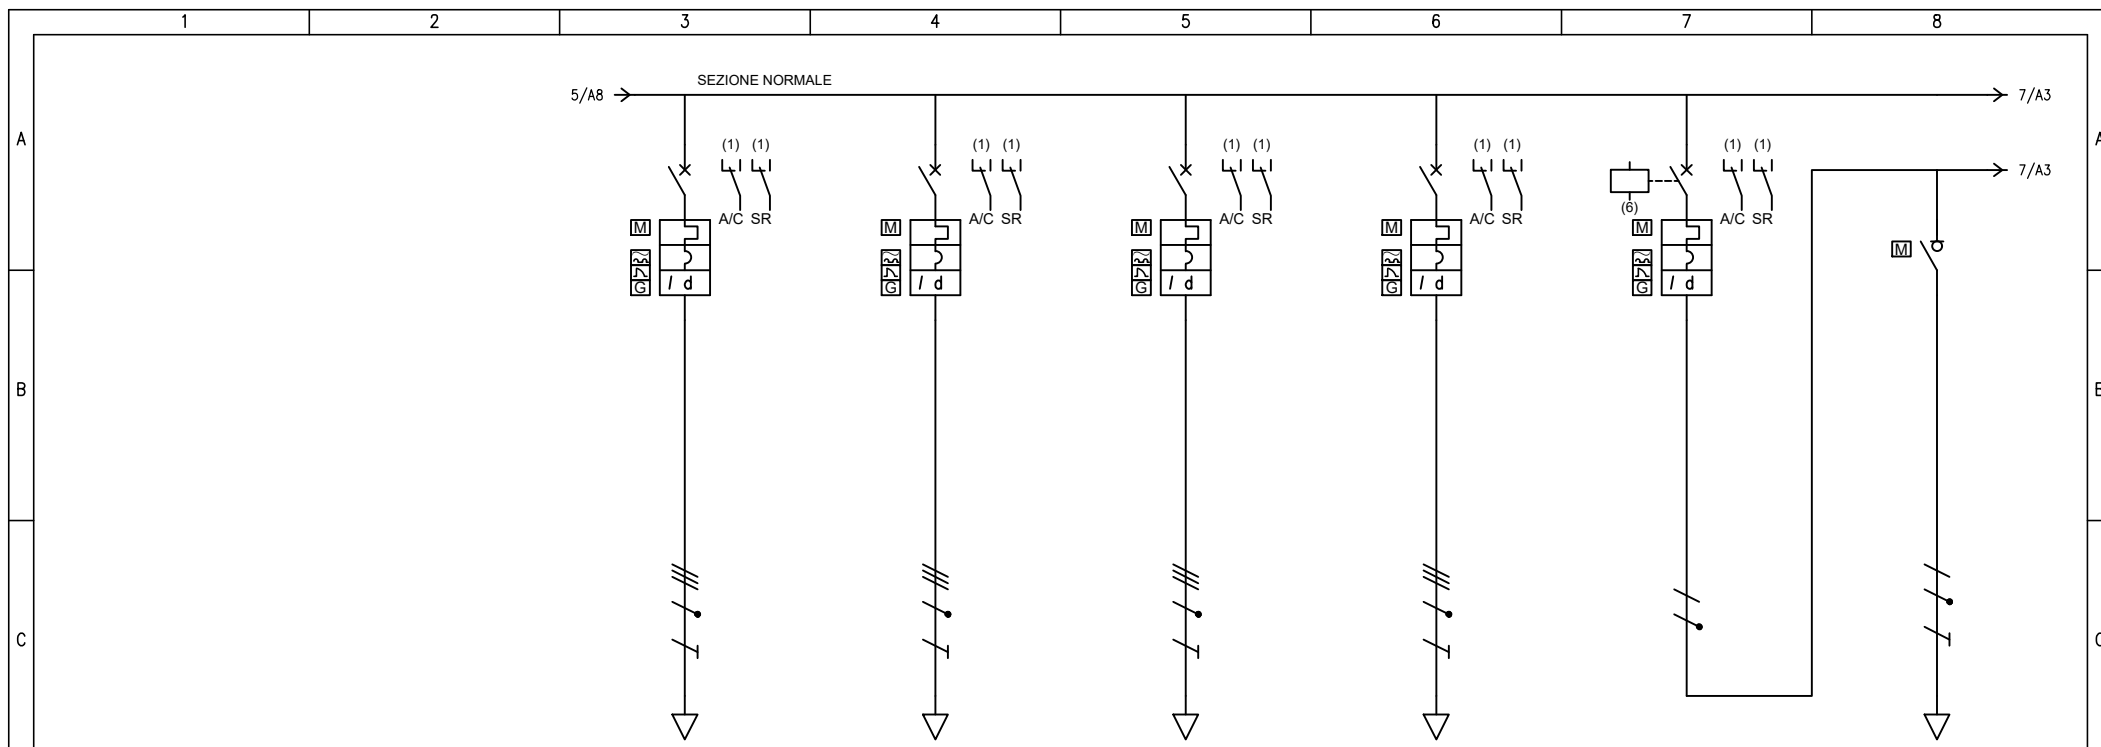 1 2 3 4 5 6 7 8
SEZIONE NORMALE
5/A8 7/A3
A A
(1) (1) (1) (1) (1) (1) (1) (1) (1) (1)
7/A3
(6)
A/C SR A/C SR A/C SR A/C SR A/C SR
M M M M M
M
G I d G I d G I d G I d G I d
B B
C C